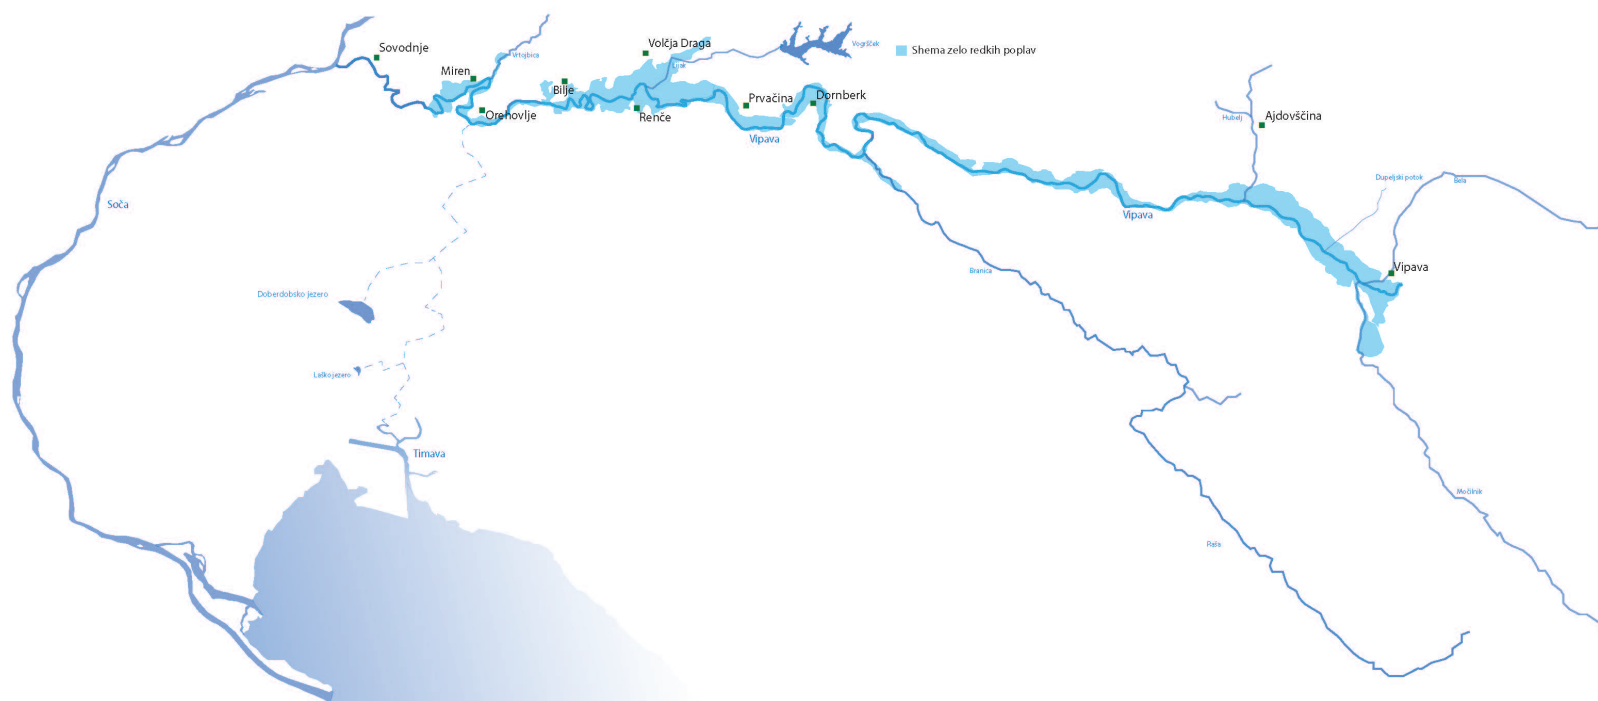 Sovodnje
Volčja Draga
Vogršček
Shema zelo redkih poplav
Vrtojbica
Lijak
Miren
Bilje
Prvačina
Dornberk
Orehovlje
Renče
Vipava
Hubelj
Ajdovščina
Dupeljski potok
Bela
Soča
Vipava
Vipava
Branica
Doberdobsko jezero
Laško jezero
Timava
Močilnik
Raša